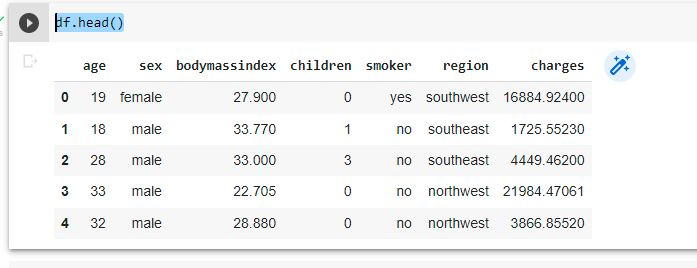 df.head()
age sex bodymassindex children smoker region charges
0 19 female 27.900 0 yes southwest 16884.92400
1 18 male 33.770 1 no southeast 1725.55230
2 28 male 33.000 3 no southeast 4449.46200
3 33 male 22.705 0 no northwest 21984.47061
4 32 male 28.880 0 no northwest 3866.85520